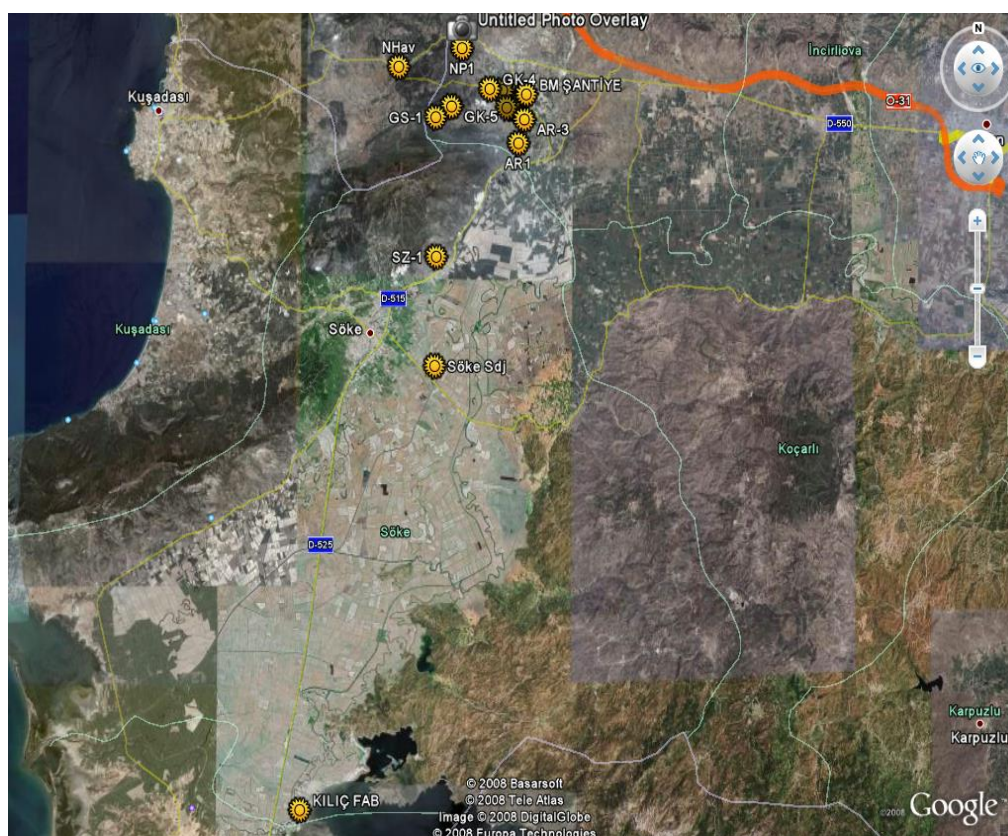 Untitled Photo Overlay
N
İncirliova
NHav
NP1
GK-4
BM ŞANTİYE
Kuşadası
O-31
GS-1
GK-5
D-550
AR-3
AR1
SZ-1
D-515
Kuşadası
Söke
Söke Sdj
Koçarlı
Söke
D-525
Karpuzlu
Karpuzlu
© 2008 Basarsoft
© 2008 Tele Atlas
KILIÇ FAB
Image © 2008 DigitalGlobe
© 2008 Europa Technologies
©2008 Google